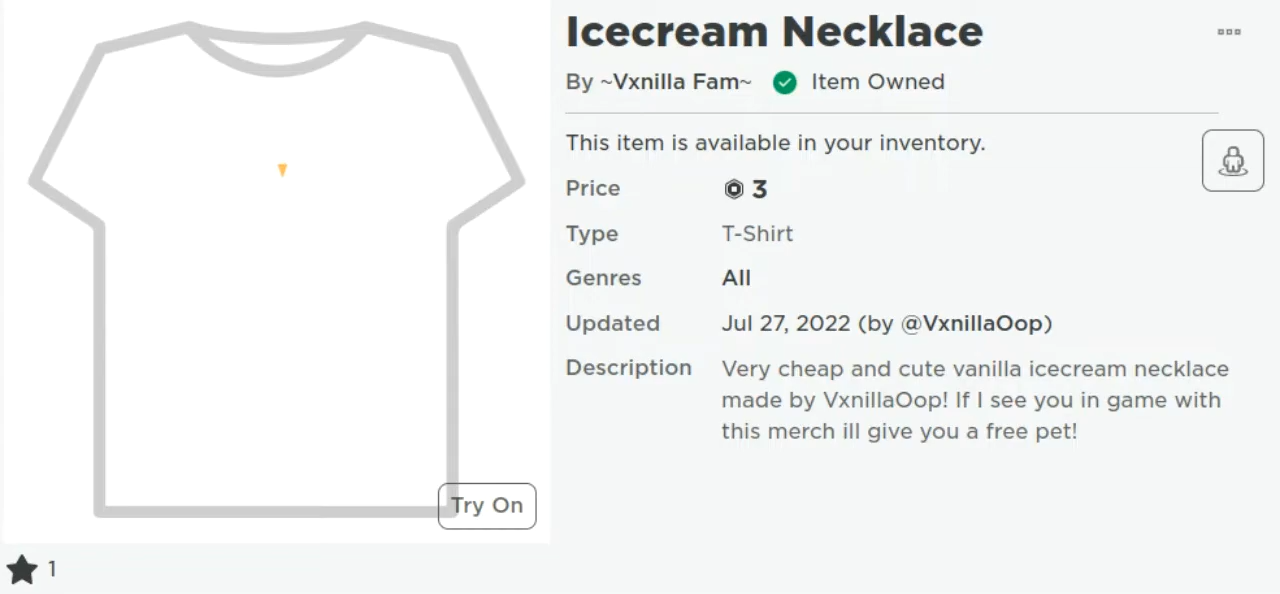 Icecream Necklace
By ~Vxnilla Fam~ Item Owned
This item is available in your inventory.
Price 3
Type T-Shirt
Genres All
Updated Jul 27, 2022 (by @VxnillaOop)
Description Very cheap and cute vanilla icecream necklace
made by VxnillaOop! If I see you in game with
this merch ill give you a free pet!
Try On
1